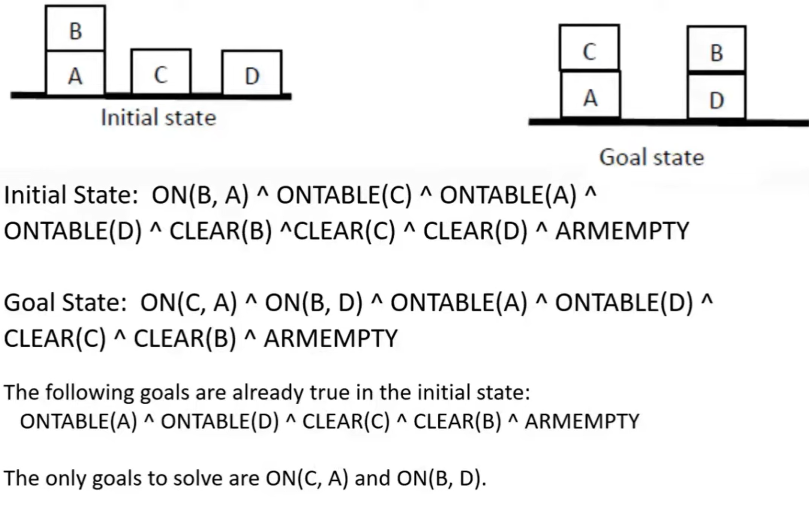 B
A
C
D
Initial state
C
A
B
D
Goal state
Initial State: ON(B, A) ^ ONTABLE(C) ^ ONTABLE(A) ^
ONTABLE(D) ^ CLEAR(B) ^CLEAR(C) ^ CLEAR(D) ^ ARMEMPTY
Goal State: ON(C, A) ^ ON(B, D) ^ ONTABLE(A) ^ ONTABLE(D) ^
CLEAR(C) ^ CLEAR(B) ^ ARMEMPTY
The following goals are already true in the initial state:
ONTABLE(A) ^ ONTABLE(D) ^ CLEAR(C) ^ CLEAR(B) ^ ARMEMPTY
The only goals to solve are ON(C, A) and ON(B, D).